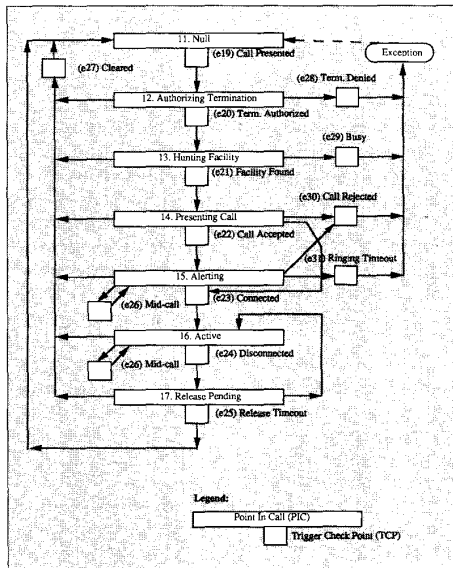 11. Null
(e19) Call Presented
Exception
(e27) Cleared
(e28) Term. Denied
12. Authorizing Termination
(e20) Term. Authorized
(e29) Busy
13. Hunting Facility
(e21) Facility Found
(e30) Call Rejected
14. Presenting Call
(e22) Call Accepted
(e31) Ringing Timeout
15. Alerting
(e26) Mid-call
(e23) Connected
16. Active
(e26) Mid-call
(e24) Disconnected
17. Release Pending
(e25) Release Timeout
Legend:
Point In Call (PIC)
Trigger Check Point (TCP)